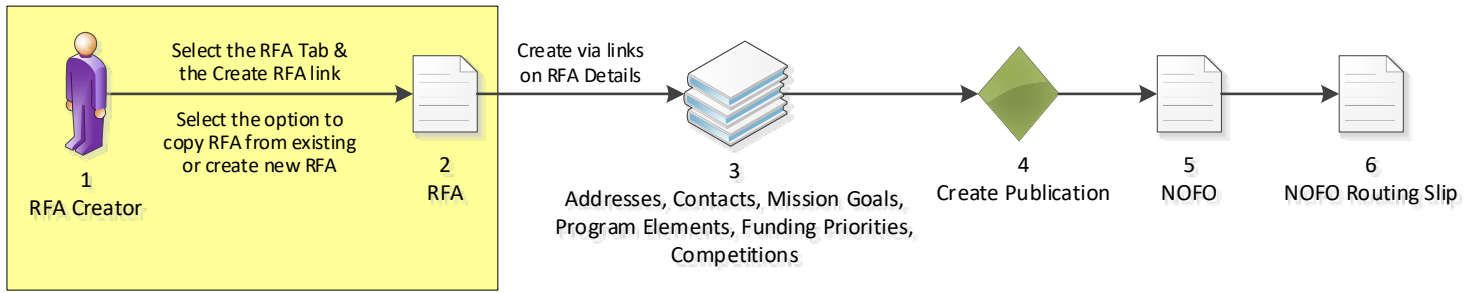 Select the RFA Tab &
the Create RFA link
Select the option to
copy RFA from existing
or create new RFA
1
RFA Creator
2
RFA
Create via links
on RFA Details
3
Addresses, Contacts, Mission Goals,
Program Elements, Funding Priorities,
Competitions
4
Create Publication
5
NOFO
6
NOFO Routing Slip